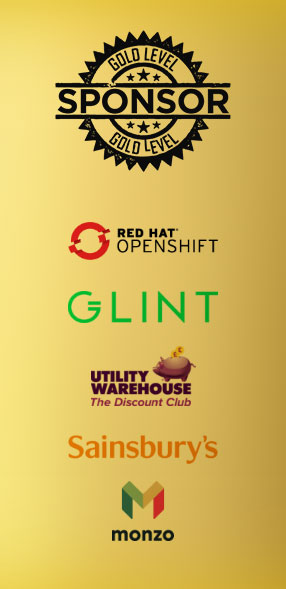 GOLD LEVEL
SPONSOR
GOLD LEVEL
RED HAT®
OPENSHIFT
GLINT
UTILITY
WAREHOUSE
The Discount Club
Sainsbury's
monzo